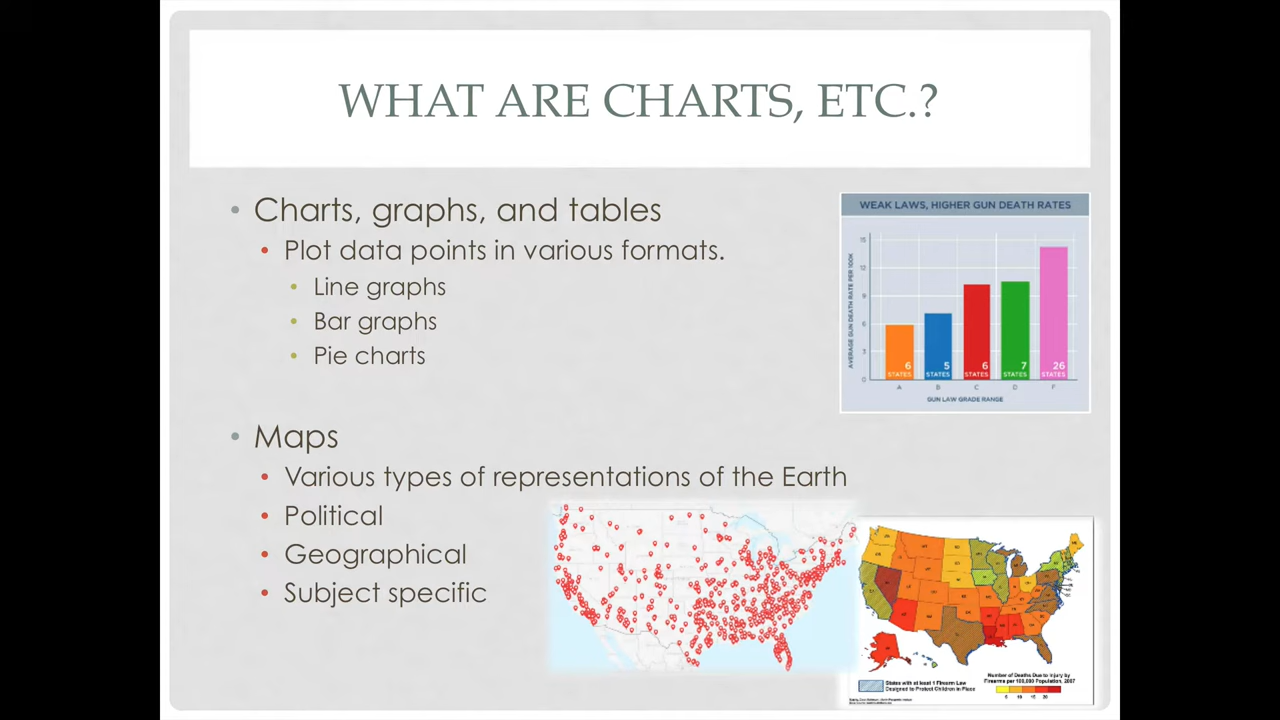 WHAT ARE CHARTS, ETC.?
• Charts, graphs, and tables
• Plot data points in various formats.
• Line graphs
• Bar graphs
• Pie charts
WEAK LAWS, HIGHER GUN DEATH RATES
AVERAGE GUN DEATH RATE PER 100K
15
12
9
6
3
0
6 STATES
5 STATES
6 STATES
7 STATES
26 STATES
A B C D F
GUN LAW GRADE RANGE
• Maps
• Various types of representations of the Earth
• Political
• Geographical
• Subject specific
States with at least 1 Firearm Law
Designed to Protect Children in Place
Number of Deaths Due to Injury by
Firearms per 100,000 Population, 2007
5 10 15 20